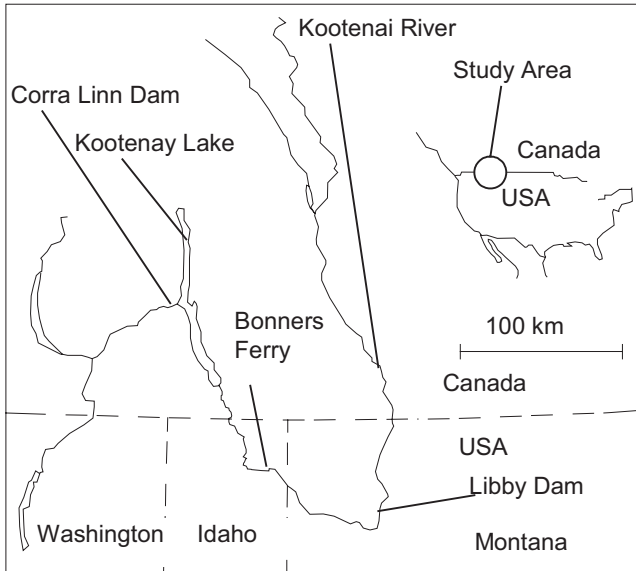 Kootenai River
Study Area
Corra Linn Dam
Kootenay Lake
Canada
USA
Bonners
Ferry
100 km
Canada
USA
Libby Dam
Washington
Idaho
Montana